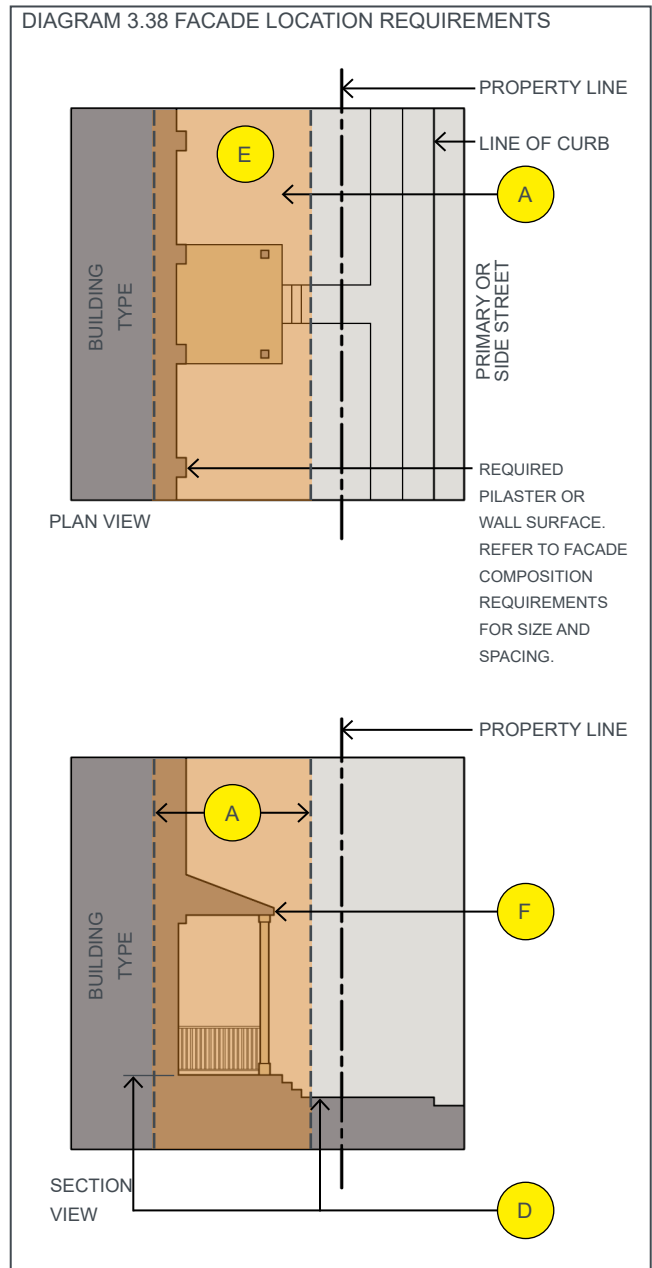 DIAGRAM 3.38 FACADE LOCATION REQUIREMENTS
PROPERTY LINE
LINE OF CURB
E
A
BUILDING
TYPE
PRIMARY OR
SIDE STREET
REQUIRED
PILASTER OR
WALL SURFACE.
REFER TO FACADE
COMPOSITION
REQUIREMENTS
FOR SIZE AND
SPACING.
PLAN VIEW
PROPERTY LINE
A
F
BUILDING
TYPE
SECTION
VIEW
D